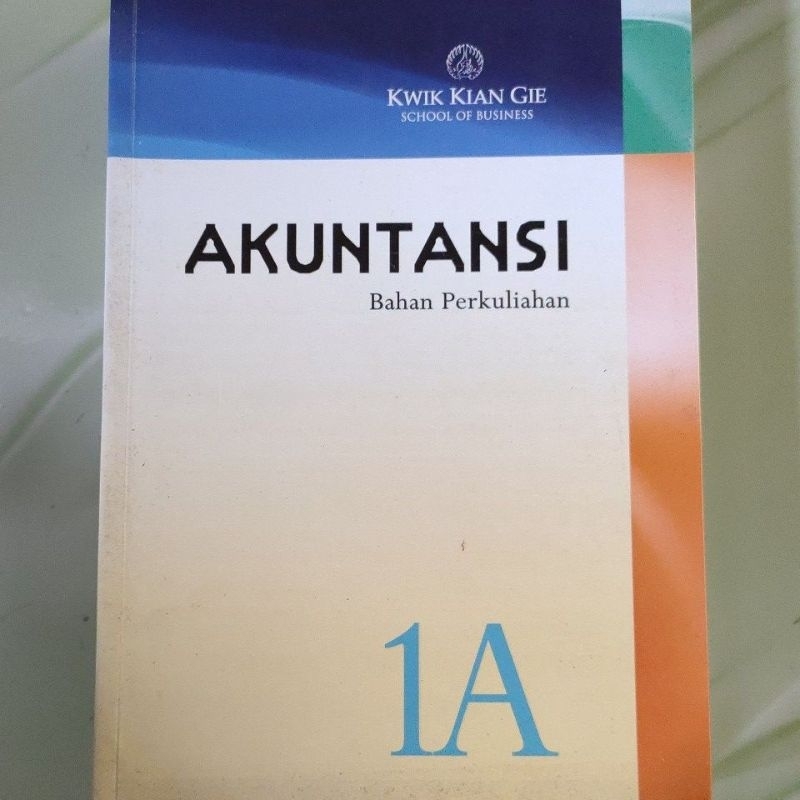 KWIK KIAN GIE
SCHOOL OF BUSINESS
AKUNTANSI
Bahan Perkuliahan
1A